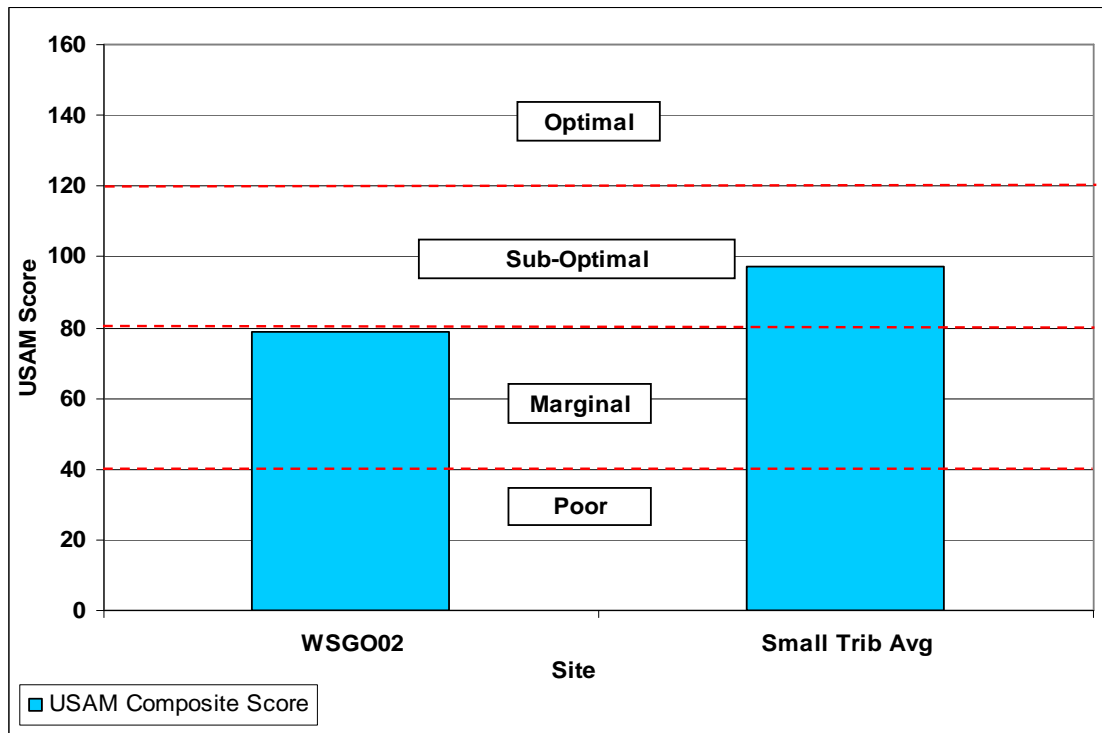 160
140
120
100
80
60
40
20
0
USAM Score
Optimal
Sub-Optimal
Marginal
Poor
WSGO02
Small Trib Avg
Site
USAM Composite Score